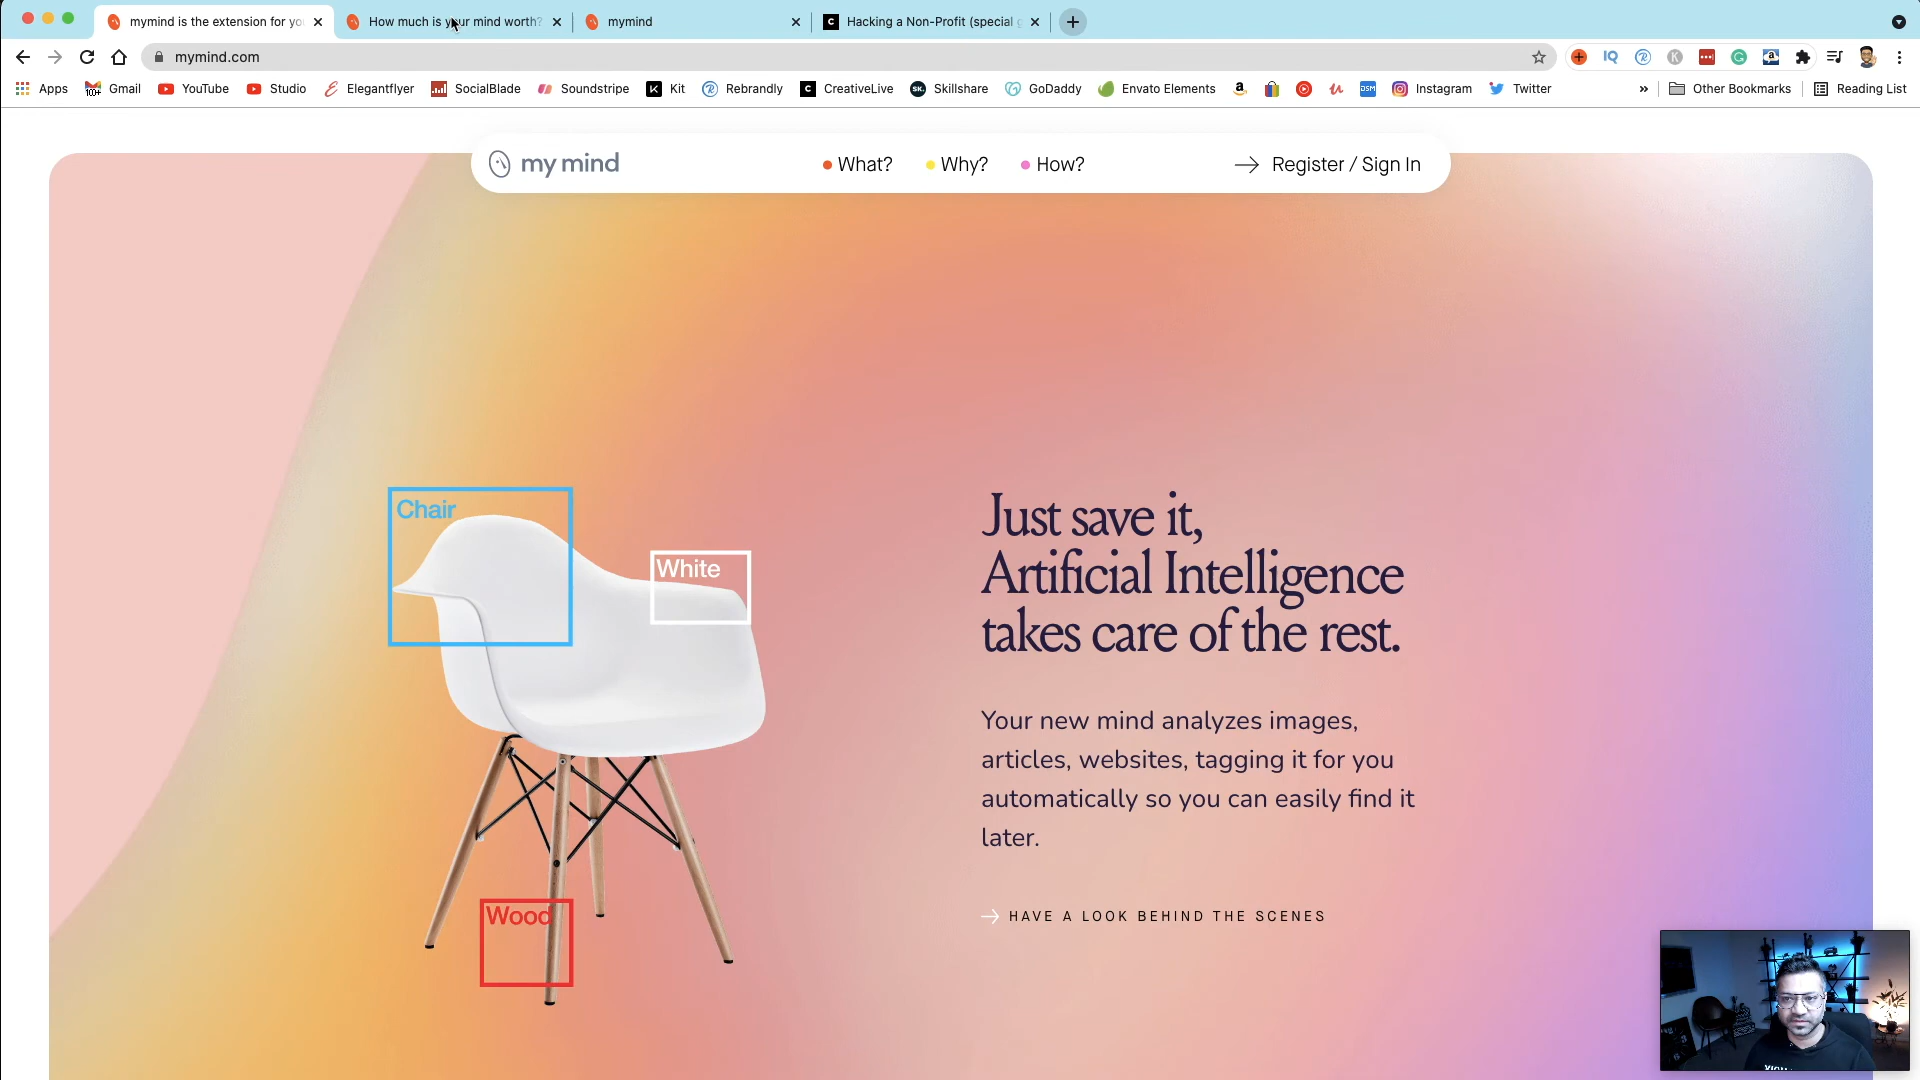 mymind is the extension for yo
How much is your mind worth?
mymind
Hacking a Non-Profit (special g
mymind.com
Apps
Gmail
YouTube
Studio
Elegantflyer
SocialBlade
Soundstripe
Kit
Rebrandly
CreativeLive
Skillshare
GoDaddy
Envato Elements
Instagram
Twitter
»
Other Bookmarks
Reading List
my mind
What?
Why?
How?
Register / Sign In
Chair
White
Wood
Just save it,
Artificial Intelligence
takes care of the rest.
Your new mind analyzes images,
articles, websites, tagging it for you
automatically so you can easily find it
later.
HAVE A LOOK BEHIND THE SCENES